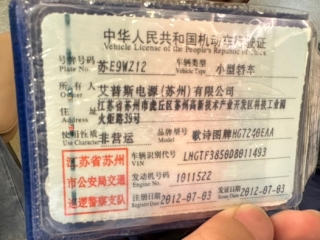 中华人民共和国机动车行驶证
Vehicle License of the People's Republic of China
号牌号码 苏E9WZ12 车辆类型 小型轿车
Plate No. Vehicle Type
所有人 艾普斯电源(苏州)有限公司
Owner
住址 江苏省苏州市虎丘区苏州高新技术产业开发区科技工业园
火炬路35号
Address
使用性质 非营运 品牌型号 歌诗图牌HG7240EAA
Use Character Model
车辆识别代号 LHGTF3850D8011493
VIN
发动机号码 1011522
Engine No.
江苏省苏州
市公安局交通
巡逻警察支队
注册日期 2012-07-03 发证日期 2012-07-03
Register Date Issue Date